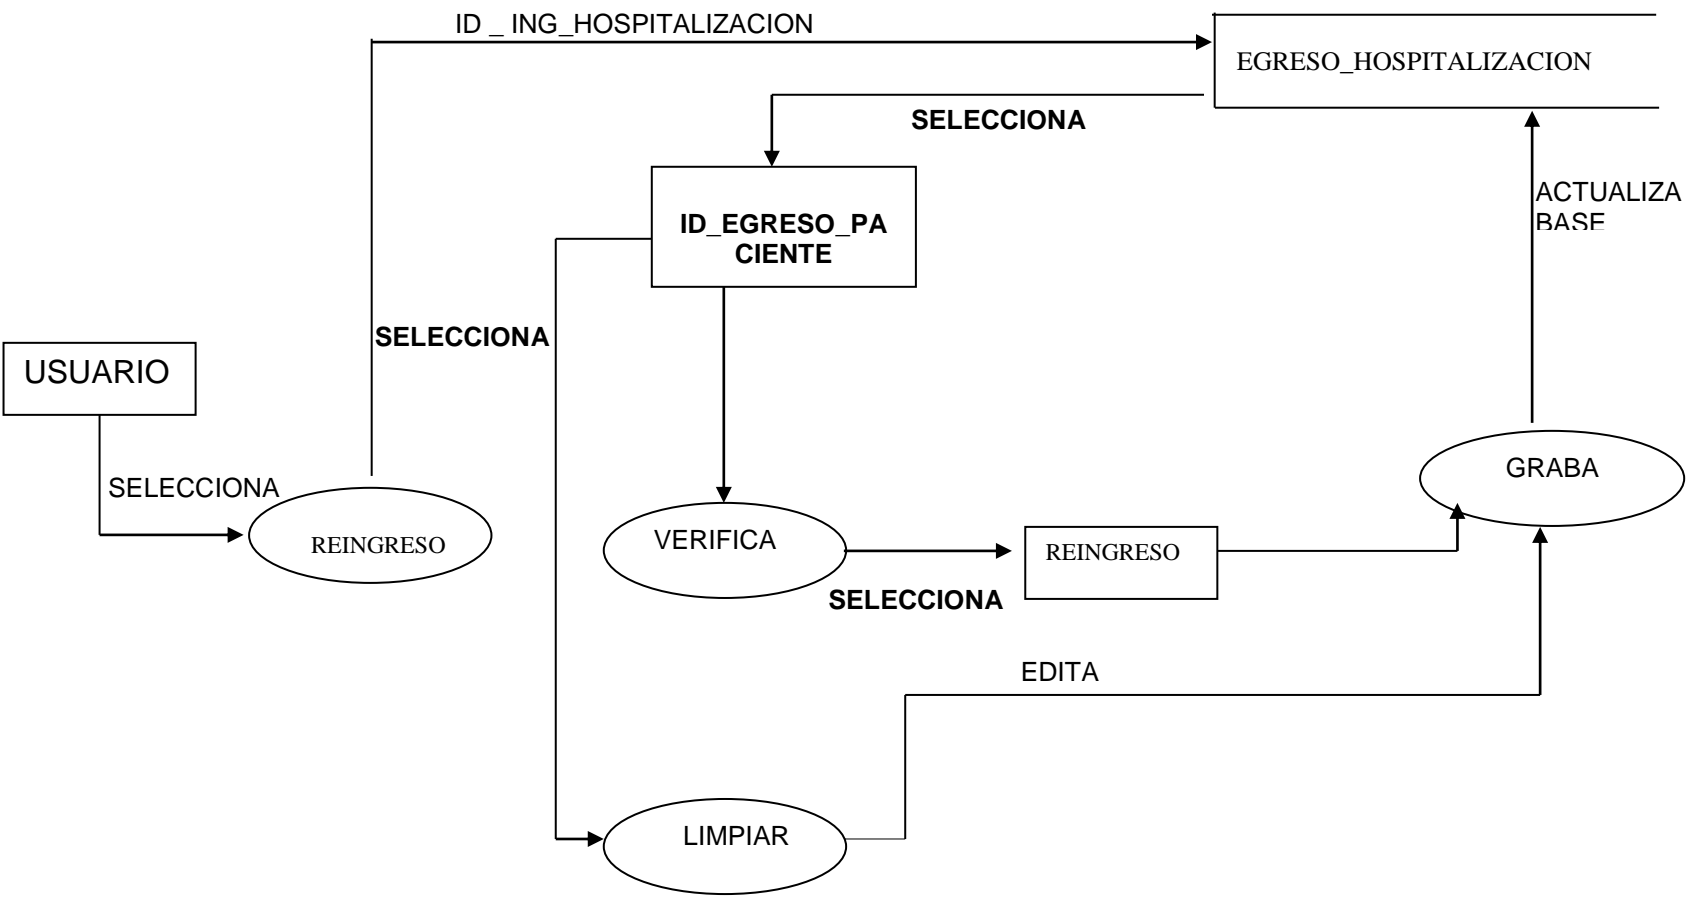 ID _ ING_HOSPITALIZACION
EGRESO_HOSPITALIZACION
SELECCIONA
ACTUALIZA
BASE
ID_EGRESO_PA
CIENTE
SELECCIONA
USUARIO
SELECCIONA
GRABA
REINGRESO
VERIFICA
REINGRESO
SELECCIONA
EDITA
LIMPIAR